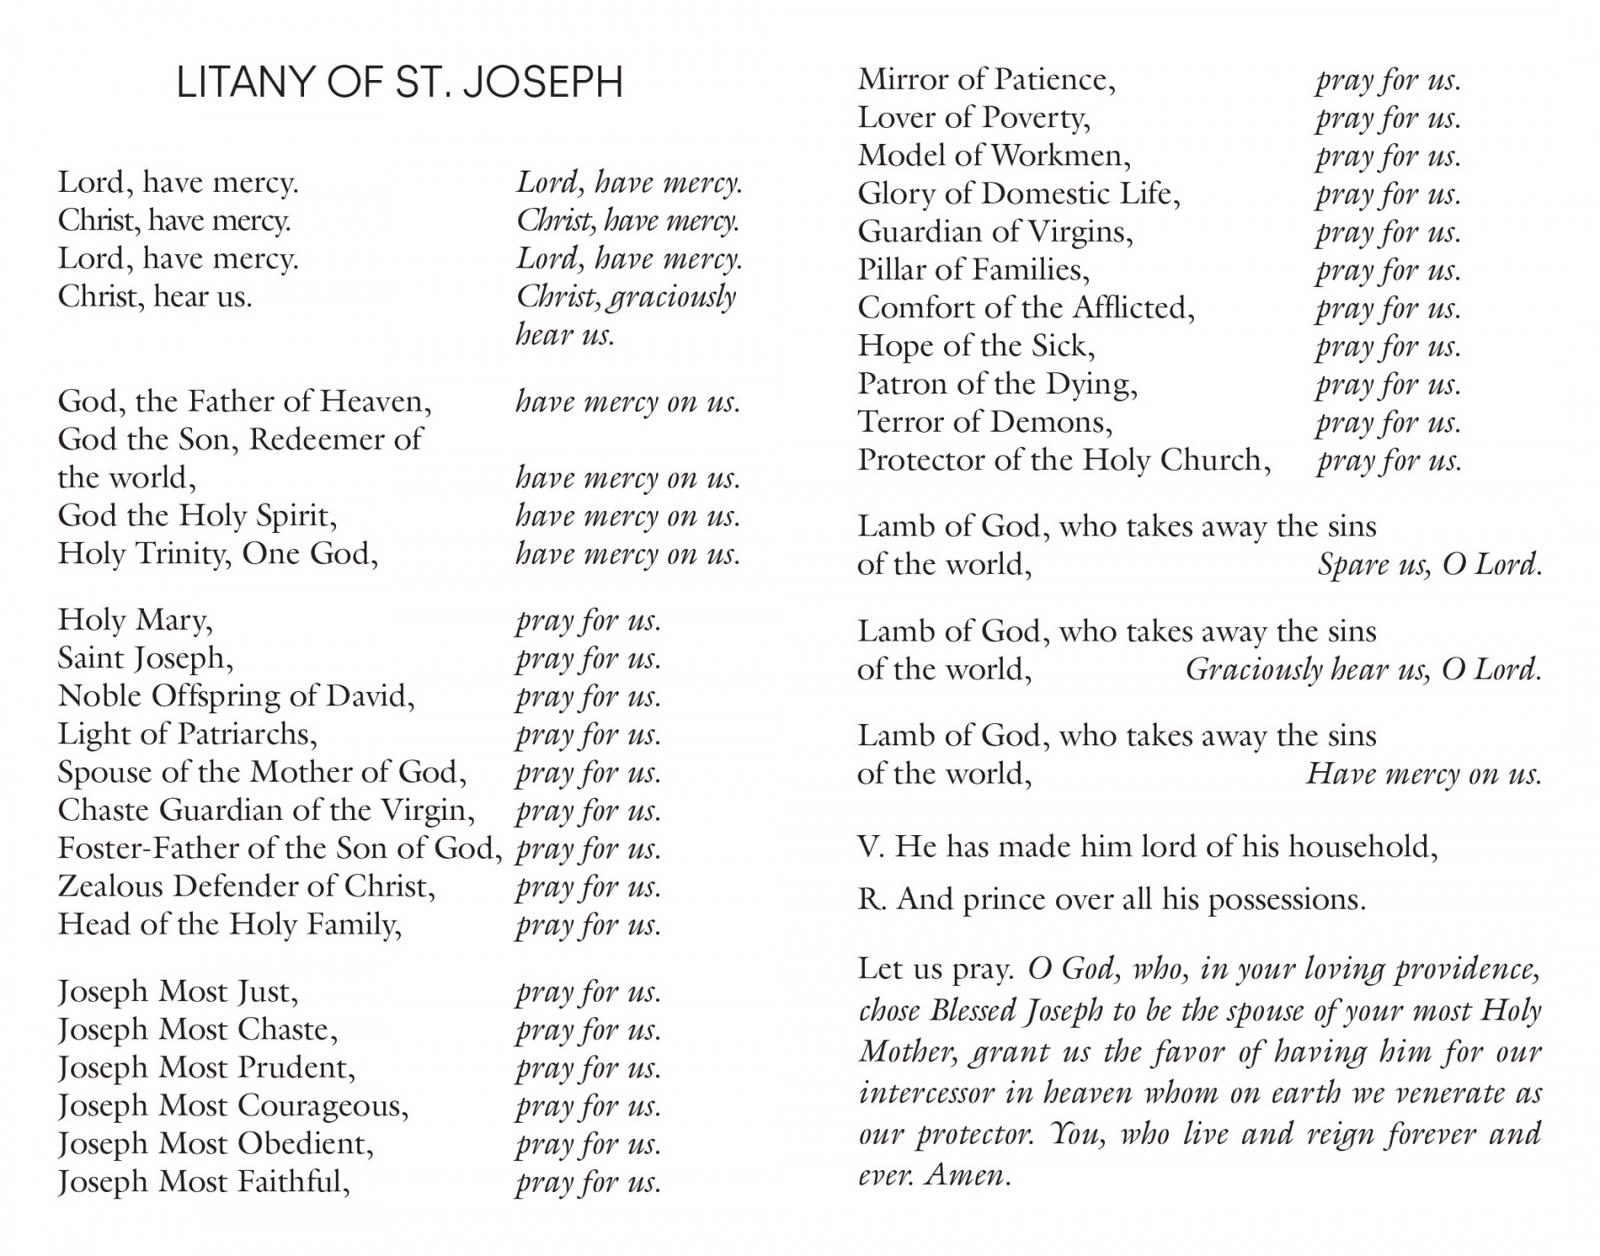 LITANY OF ST. JOSEPH
Lord, have mercy. Lord, have mercy.
Christ, have mercy. Christ, have mercy.
Lord, have mercy. Lord, have mercy.
Christ, hear us. Christ, graciously
hear us.
God, the Father of Heaven, have mercy on us.
God the Son, Redeemer of
the world, have mercy on us.
God the Holy Spirit, have mercy on us.
Holy Trinity, One God, have mercy on us.
Holy Mary, pray for us.
Saint Joseph, pray for us.
Noble Offspring of David, pray for us.
Light of Patriarchs, pray for us.
Spouse of the Mother of God, pray for us.
Chaste Guardian of the Virgin, pray for us.
Foster-Father of the Son of God, pray for us.
Zealous Defender of Christ, pray for us.
Head of the Holy Family, pray for us.
Joseph Most Just, pray for us.
Joseph Most Chaste, pray for us.
Joseph Most Prudent, pray for us.
Joseph Most Courageous, pray for us.
Joseph Most Obedient, pray for us.
Joseph Most Faithful, pray for us.
Mirror of Patience, pray for us.
Lover of Poverty, pray for us.
Model of Workmen, pray for us.
Glory of Domestic Life, pray for us.
Guardian of Virgins, pray for us.
Pillar of Families, pray for us.
Comfort of the Afflicted, pray for us.
Hope of the Sick, pray for us.
Patron of the Dying, pray for us.
Terror of Demons, pray for us.
Protector of the Holy Church, pray for us.
Lamb of God, who takes away the sins
of the world, Spare us, O Lord.
Lamb of God, who takes away the sins
of the world, Graciously hear us, O Lord.
Lamb of God, who takes away the sins
of the world, Have mercy on us.
V. He has made him lord of his household,
R. And prince over all his possessions.
Let us pray. O God, who, in your loving providence,
chose Blessed Joseph to be the spouse of your most Holy
Mother, grant us the favor of having him for our
intercessor in heaven whom on earth we venerate as
our protector. You, who live and reign forever and
ever. Amen.